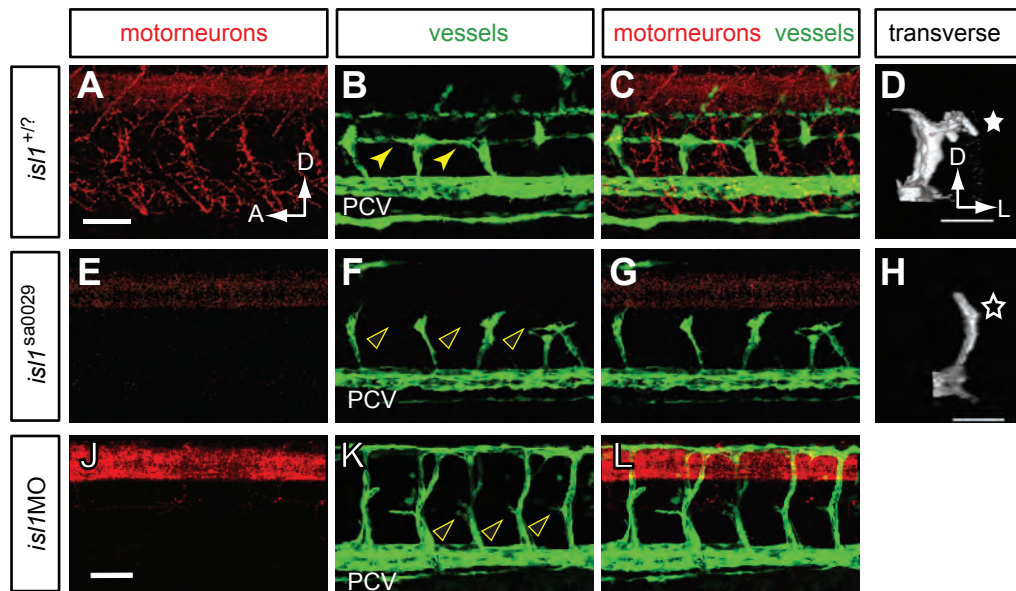 motorneurons
vessels
motorneurons vessels
transverse
isl1+/?
A
D
A
B
PCV
C
D
D
L
isl1sa0029
E
F
PCV
G
H
isl1MO
J
K
PCV
L